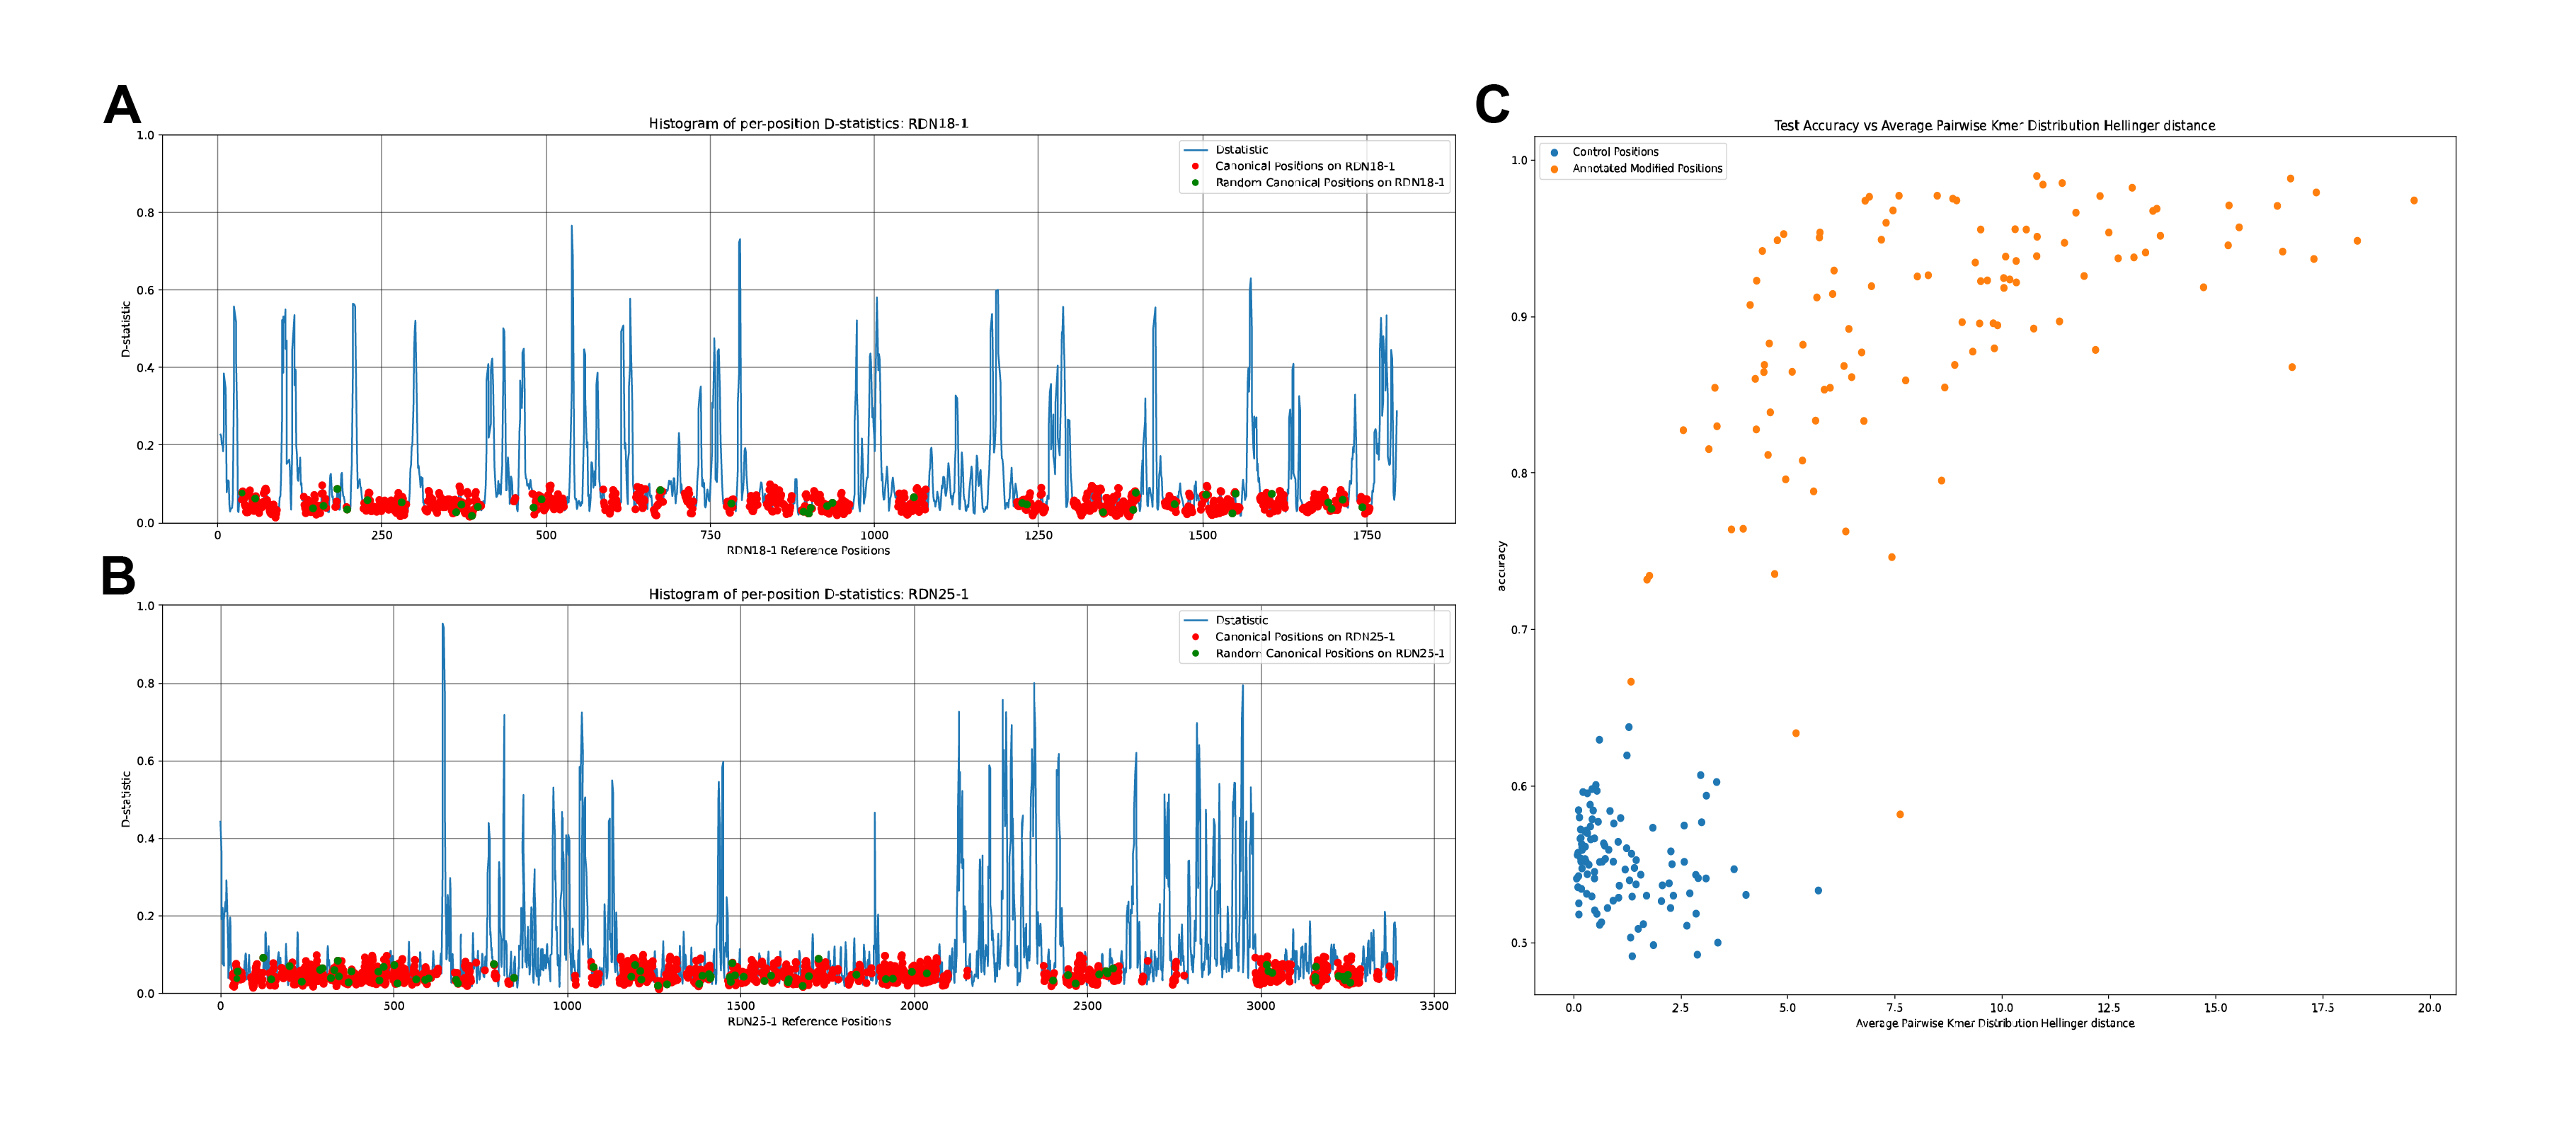 A
Histogram of per-position D-statistics: RDN18-1
1.0
0.8
0.6
0.4
0.2
0.0
D-statistic
Dstatistic
Canonical Positions on RDN18-1
Random Canonical Positions on RDN18-1
0 250 500 750 1000 1250 1500 1750
RDN18-1 Reference Positions
B
Histogram of per-position D-statistics: RDN25-1
1.0
0.8
0.6
0.4
0.2
0.0
D-statistic
Dstatistic
Canonical Positions on RDN25-1
Random Canonical Positions on RDN25-1
0 500 1000 1500 2000 2500 3000 3500
RDN25-1 Reference Positions
C
Test Accuracy vs Average Pairwise Kmer Distribution Hellinger distance
Control Positions
Annotated Modified Positions
1.0
0.9
0.8
0.7
0.6
0.5
accuracy
0.0 2.5 5.0 7.5 10.0 12.5 15.0 17.5 20.0
Average Pairwise Kmer Distribution Hellinger distance